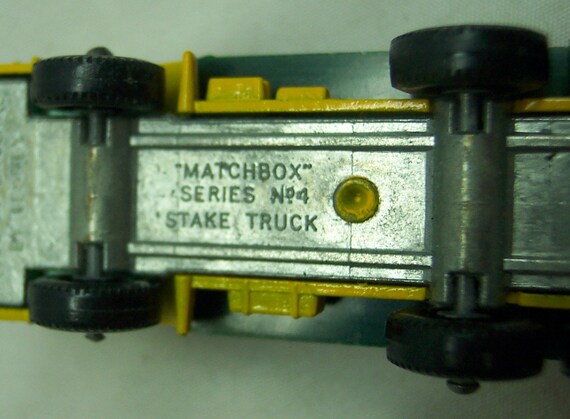 "MATCHBOX"
SERIES Nº4
STAKE TRUCK